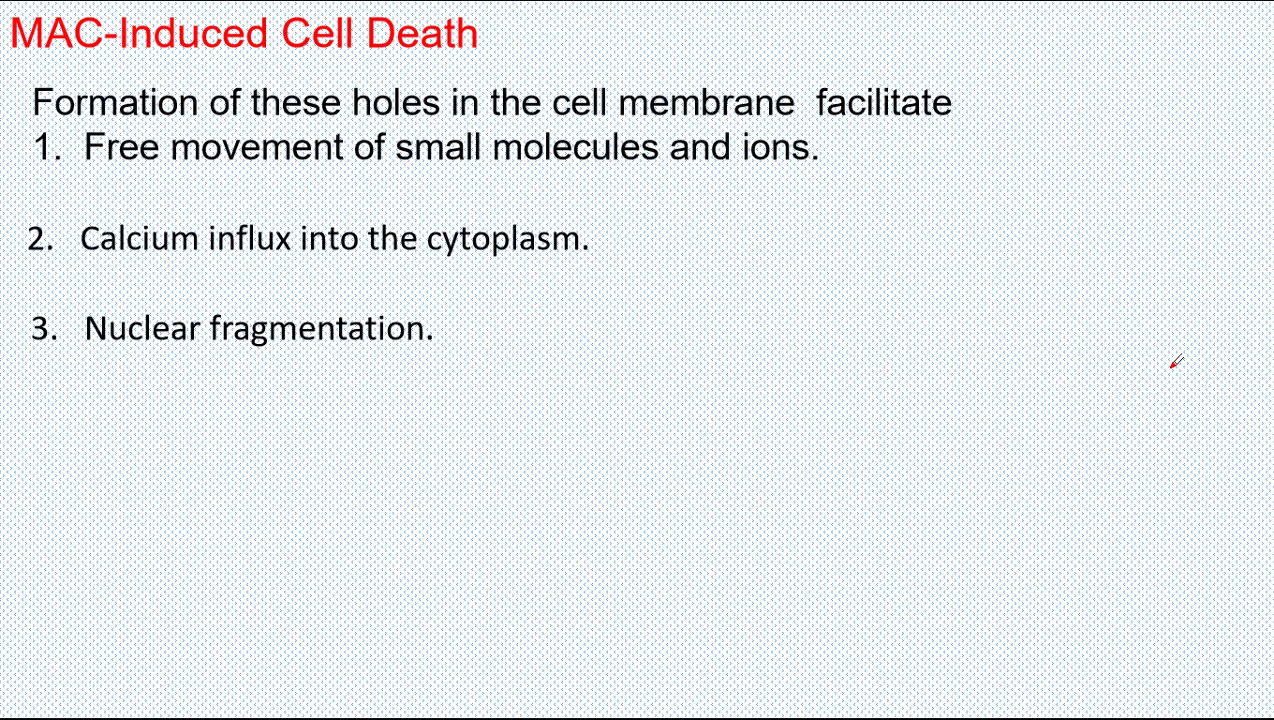 MAC-Induced Cell Death
Formation of these holes in the cell membrane facilitate
1. Free movement of small molecules and ions.
2. Calcium influx into the cytoplasm.
3. Nuclear fragmentation.